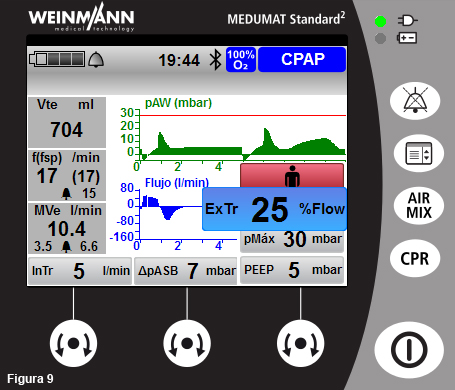 WEINMANN
medical technology
MEDUMAT Standard²
19:44
100%
O₂
CPAP
Vte ml
704
f(fsp) /min
17 (17)
15
MVe l/min
10.4
3.5 6.6
pAW (mbar)
30
20
10
0
0 2 4
Flujo (l/min)
80
0
-80
-160
0 2 4
ExTr 25 %Flow
pMáx 30 mbar
InTr 5 l/min
ΔpASB 7 mbar
PEEP 5 mbar
AIR
MIX
CPR
Figura 9